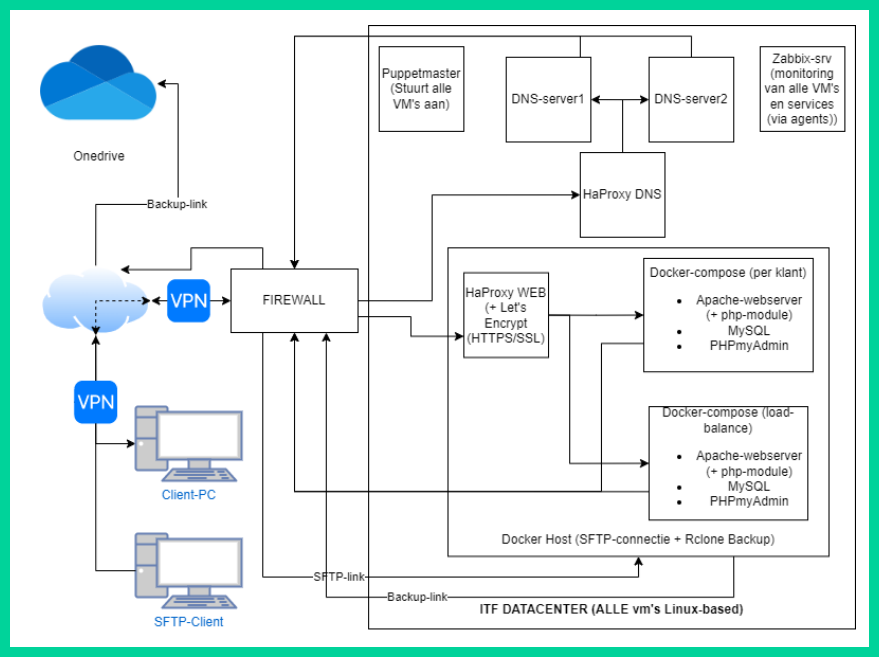 Puppetmaster
(Stuurt alle
VM's aan)
DNS-server1
DNS-server2
Zabbix-srv
(monitoring
van alle VM's
en services
(via agents))
Onedrive
Backup-link
HaProxy DNS
VPN
FIREWALL
HaProxy WEB
(+ Let's
Encrypt
(HTTPS/SSL)
Docker-compose (per klant)
Apache-webserver
(+ php-module)
MySQL
PHPmyAdmin
VPN
Client-PC
Docker-compose (load-
balance)
Apache-webserver
(+ php-module)
MySQL
PHPmyAdmin
Docker Host (SFTP-connectie + Rclone Backup)
SFTP-link
Backup-link
ITF DATACENTER (ALLE vm's Linux-based)
SFTP-Client